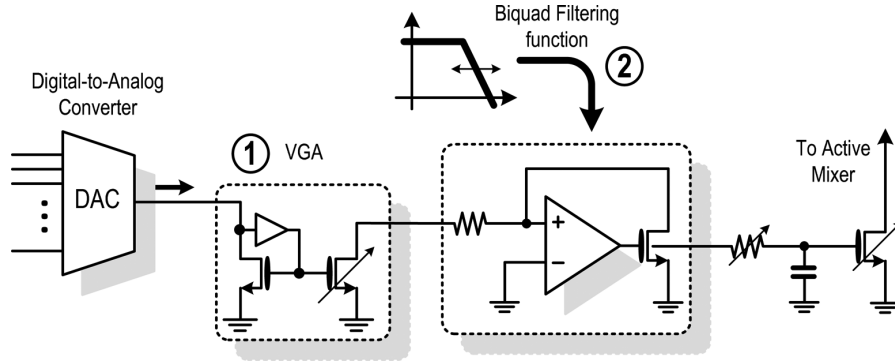 Biquad Filtering
function
2
Digital-to-Analog
Converter
1
VGA
To Active
Mixer
DAC
+
−